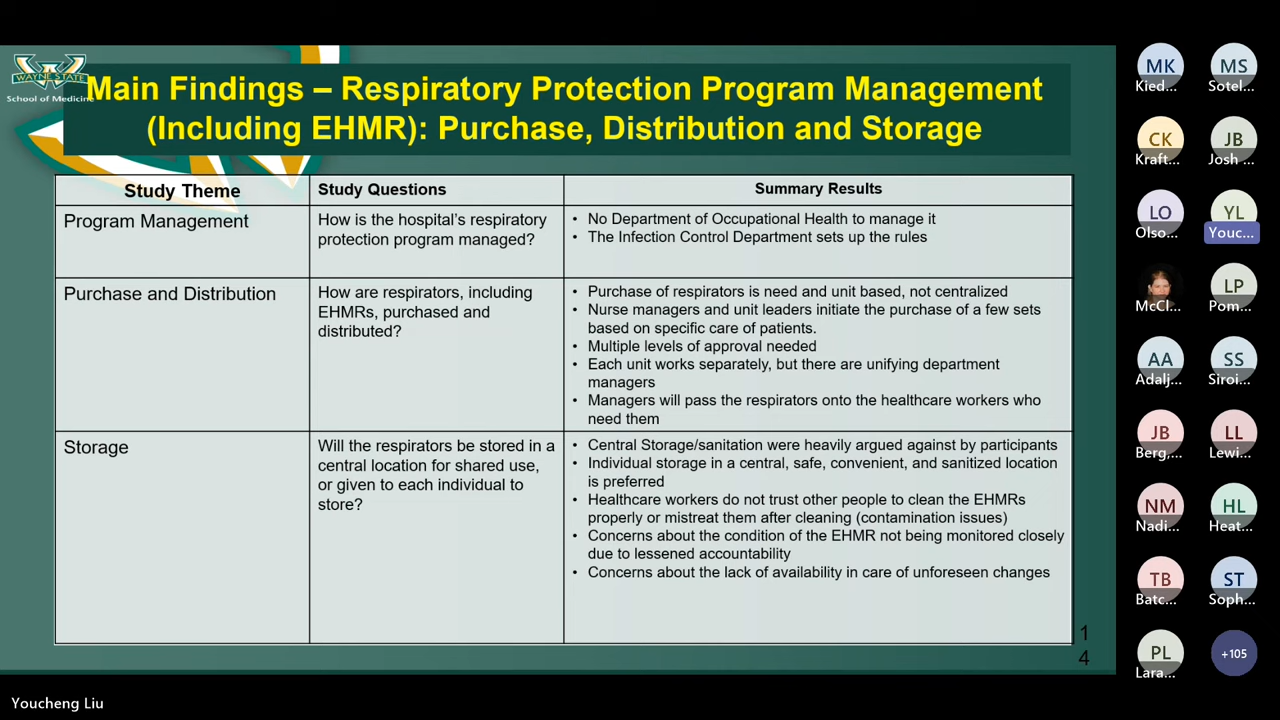 WAYNE STATE
School of Medicine
Main Findings – Respiratory Protection Program Management
(Including EHMR): Purchase, Distribution and Storage
Study Theme
Study Questions
Summary Results
Program Management
How is the hospital's respiratory
protection program managed?
• No Department of Occupational Health to manage it
• The Infection Control Department sets up the rules
Purchase and Distribution
How are respirators, including
EHMRs, purchased and
distributed?
• Purchase of respirators is need and unit based, not centralized
• Nurse managers and unit leaders initiate the purchase of a few sets
based on specific care of patients.
• Multiple levels of approval needed
• Each unit works separately, but there are unifying department
managers
• Managers will pass the respirators onto the healthcare workers who
need them
Storage
Will the respirators be stored in a
central location for shared use,
or given to each individual to
store?
• Central Storage/sanitation were heavily argued against by participants
• Individual storage in a central, safe, convenient, and sanitized location
is preferred
• Healthcare workers do not trust other people to clean the EHMRs
properly or mistreat them after cleaning (contamination issues)
• Concerns about the condition of the EHMR not being monitored closely
due to lessened accountability
• Concerns about the lack of availability in care of unforeseen changes
1
4
MK
Kied...
MS
Sotel...
CK
Kraft...
JB
Josh ...
LO
Olso...
YL
Youc...
McCl...
LP
Pom...
AA
Adalj...
SS
Siroi...
JB
Berg,...
LL
Lewi...
NM
Nadi...
HL
Heat...
TB
Batc...
ST
Soph...
PL
Lara...
+105
Youcheng Liu